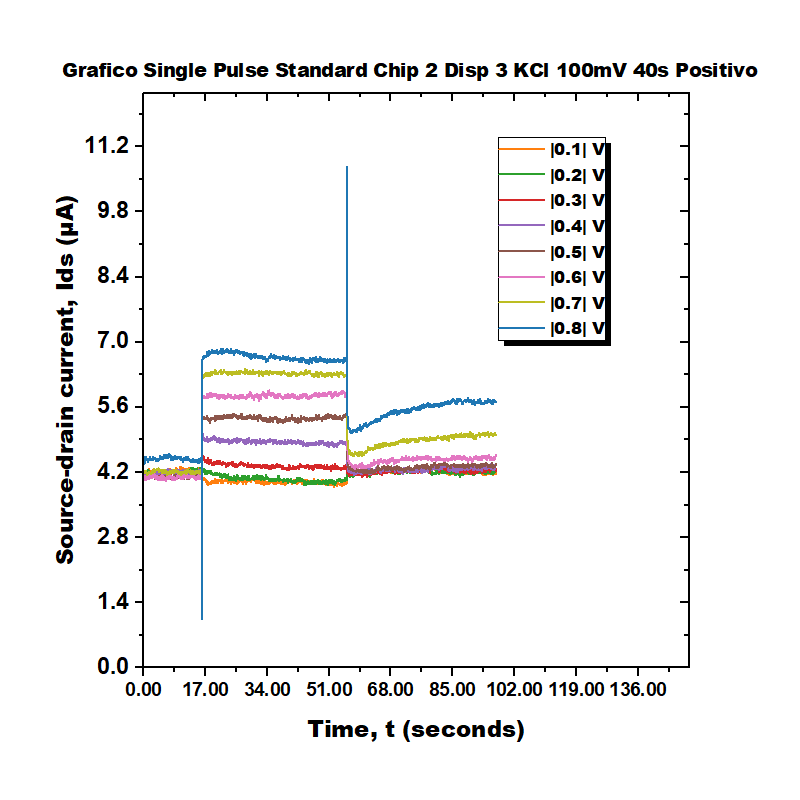 Grafico Single Pulse Standard Chip 2 Disp 3 KCl 100mV 40s Positivo
11.2
9.8
8.4
7.0
5.6
4.2
2.8
1.4
0.0
Source-drain current, Ids (µA)
|0.1| V
|0.2| V
|0.3| V
|0.4| V
|0.5| V
|0.6| V
|0.7| V
|0.8| V
0.00 17.00 34.00 51.00 68.00 85.00 102.00 119.00 136.00
Time, t (seconds)